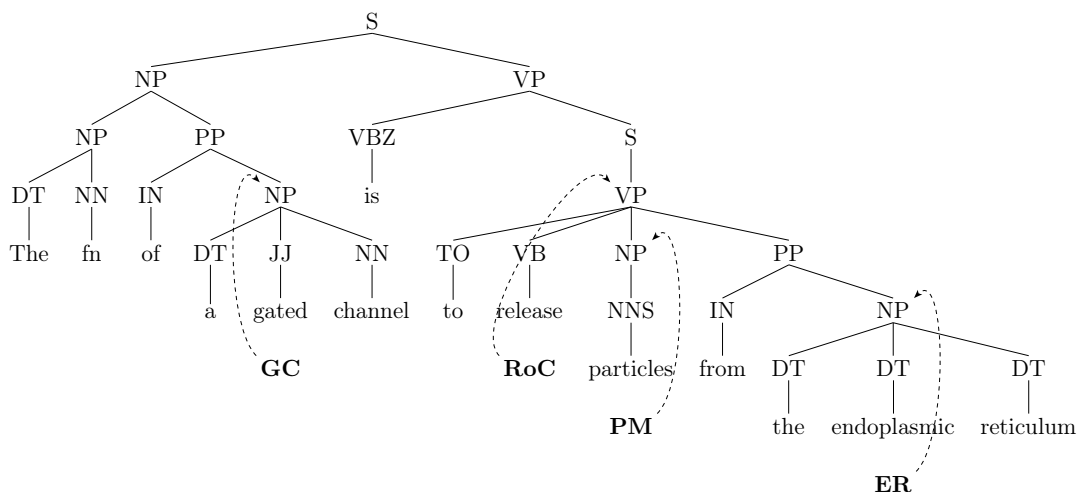 S
NP VP
NP PP VBZ S
DT NN IN NP is VP
The fn of DT JJ NN TO VB NP PP
a gated channel to release NNS IN NP
GC RoC particles from DT DT DT
PM the endoplasmic reticulum
ER